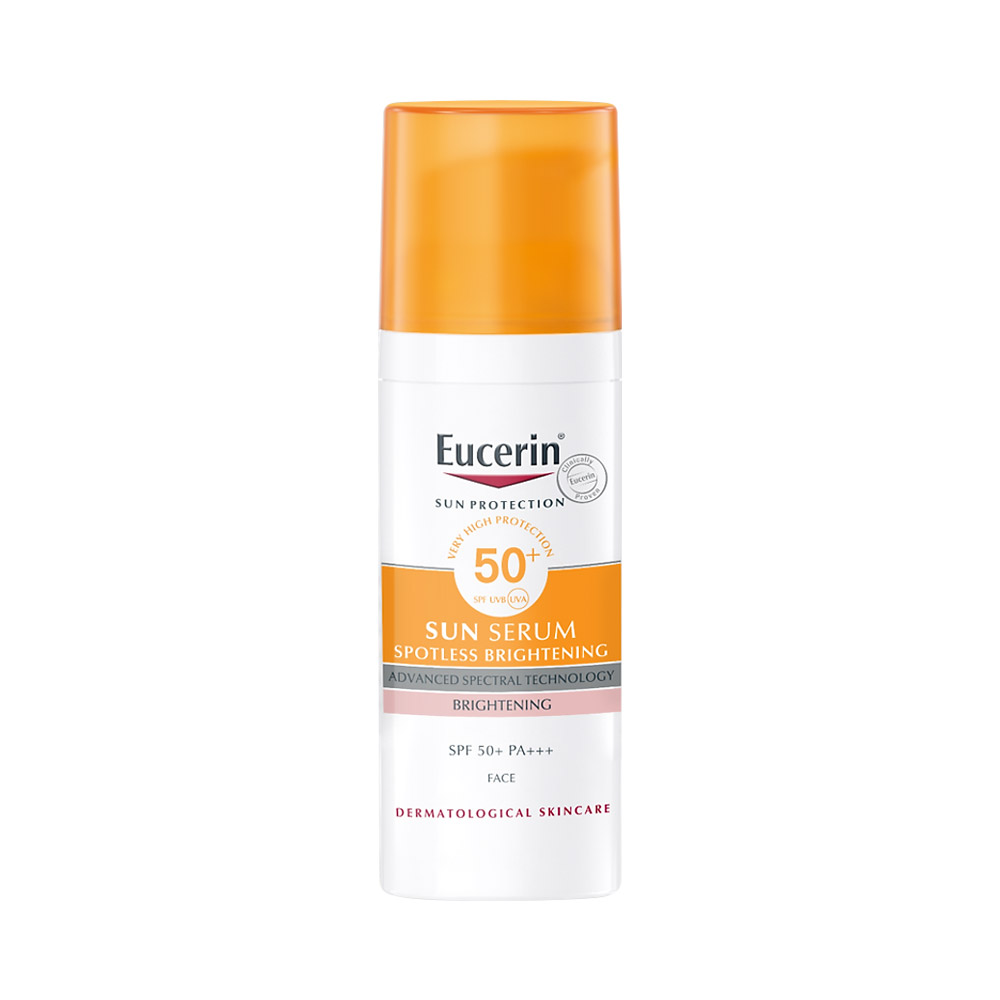 Eucerin®
Clinically
Eucerin
Proven
SUN PROTECTION
VERY HIGH PROTECTION
50+
SPF UVB UVA
SUN SERUM
SPOTLESS BRIGHTENING
ADVANCED SPECTRAL TECHNOLOGY
BRIGHTENING
SPF 50+ PA+++
FACE
DERMATOLOGICAL SKINCARE